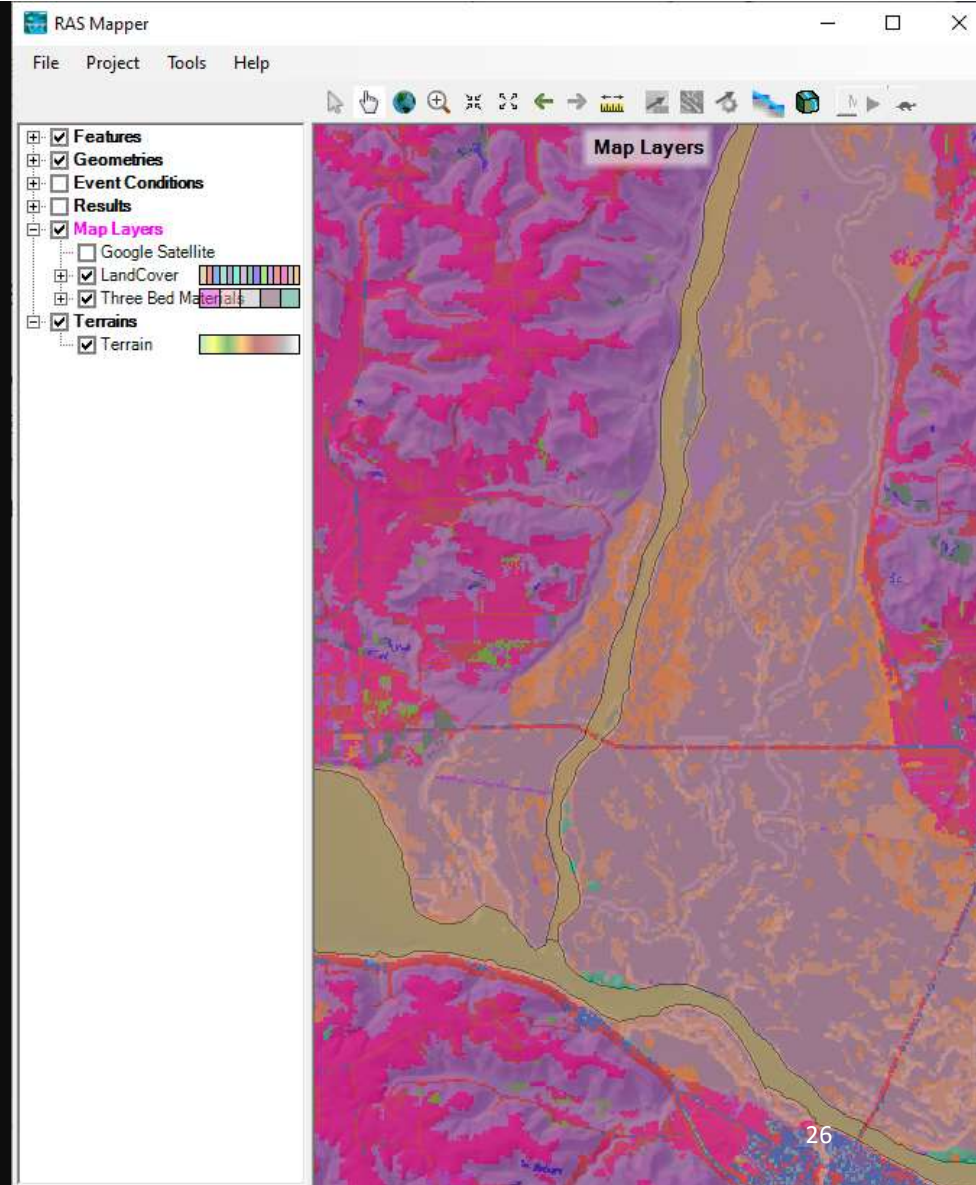 RAS Mapper
File Project Tools Help
Map Layers
Features
Geometries
Event Conditions
Results
Map Layers
Google Satellite
LandCover
Three Bed Materials
Terrains
Terrain
26